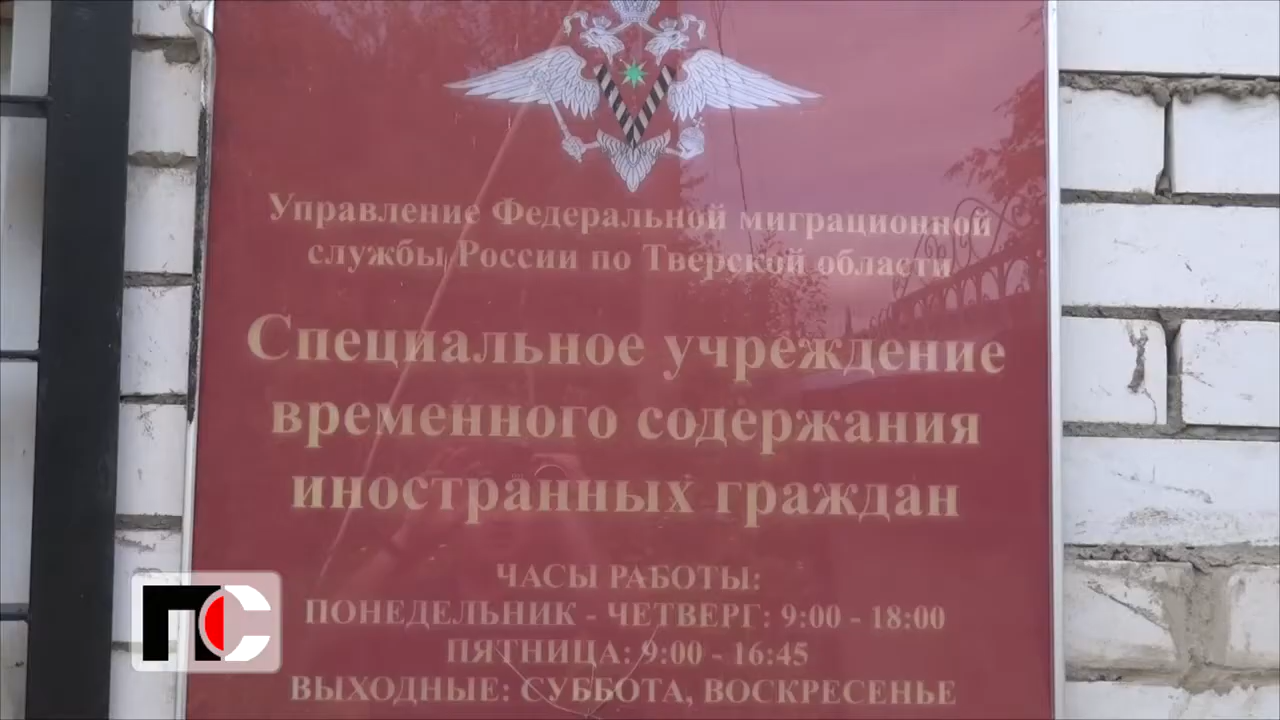 Управление Федеральной миграционной
службы России по Тверской области
Специальное учреждение
временного содержания
иностранных граждан
ЧАСЫ РАБОТЫ:
ПОНЕДЕЛЬНИК - ЧЕТВЕРГ: 9:00 - 18:00
ПЯТНИЦА: 9:00 - 16:45
ВЫХОДНЫЕ: СУББОТА, ВОСКРЕСЕНЬЕ
ПС